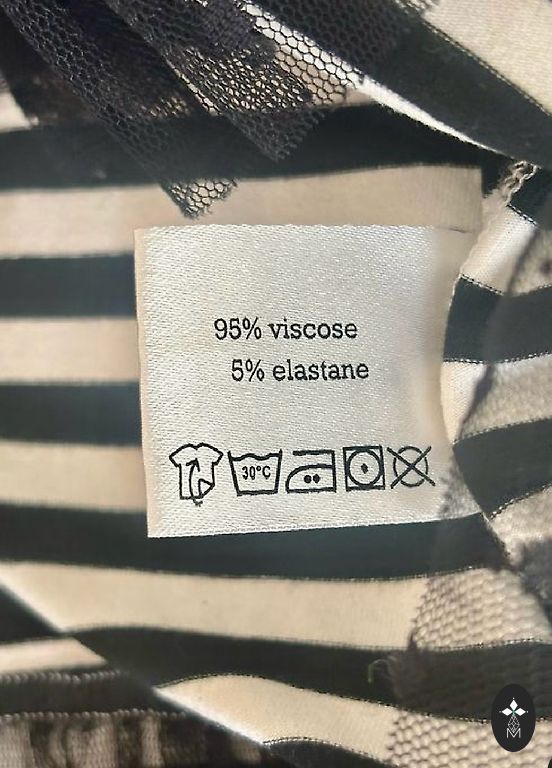 95% viscose
5% elastane
30°C